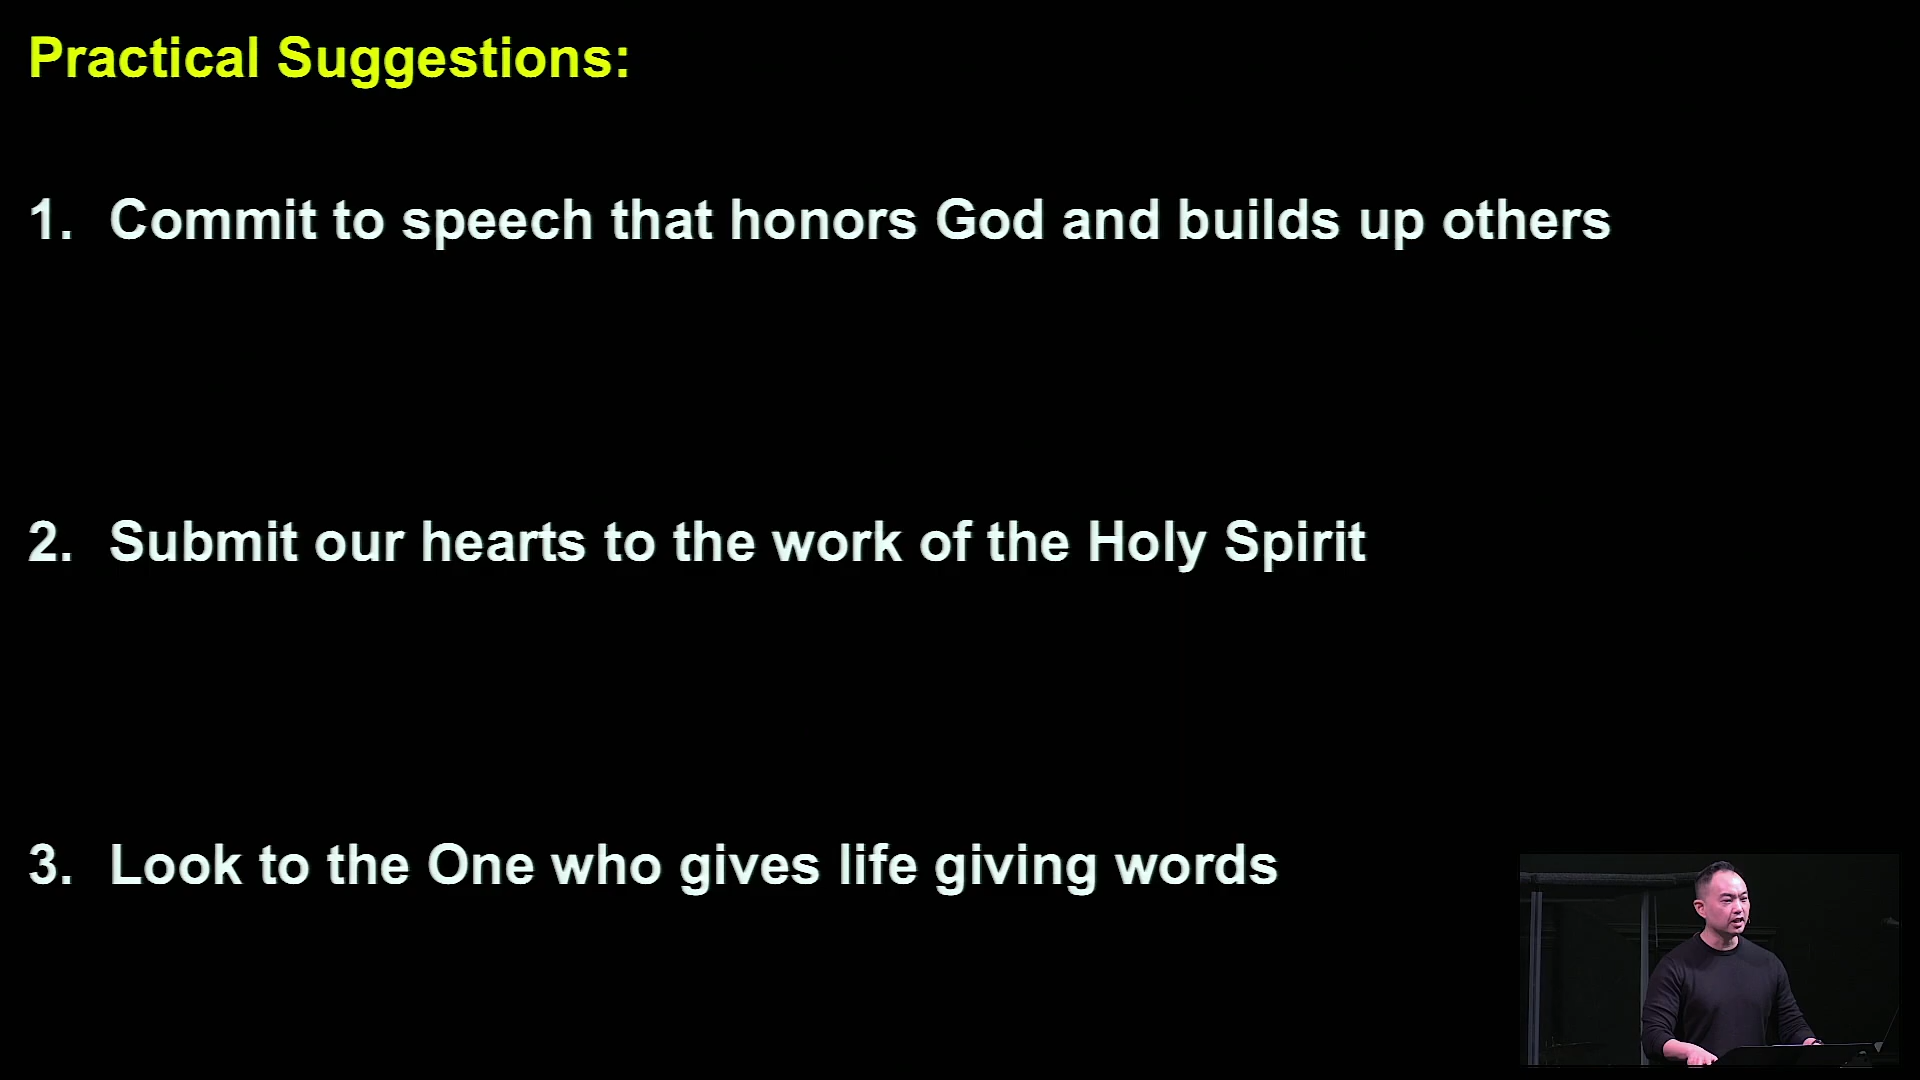 Practical Suggestions:
1. Commit to speech that honors God and builds up others
2. Submit our hearts to the work of the Holy Spirit
3. Look to the One who gives life giving words